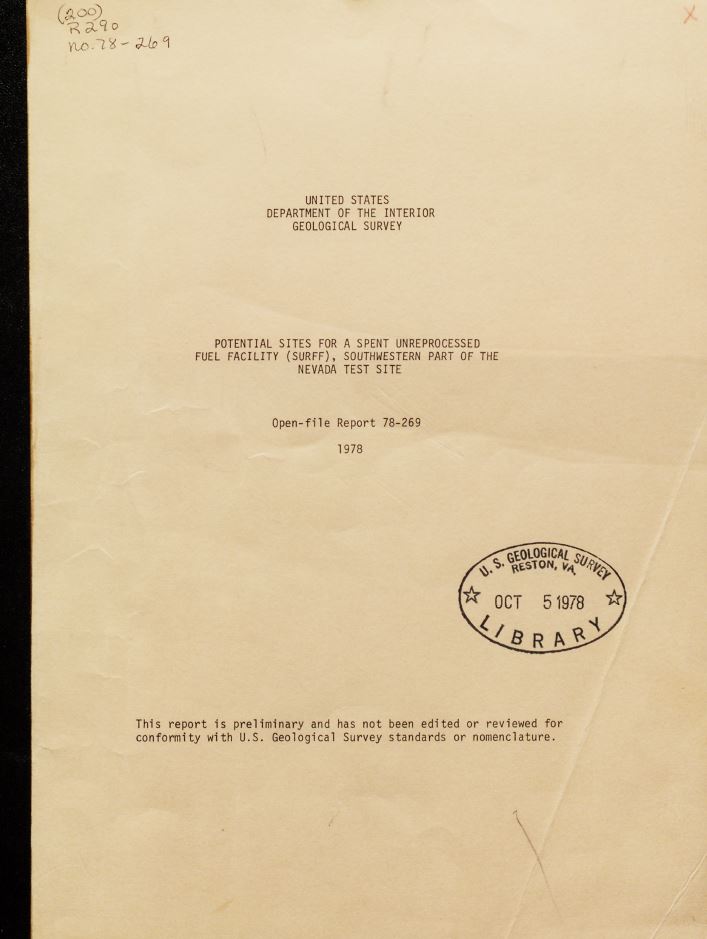 (200)
R290
no.78-269
UNITED STATES
DEPARTMENT OF THE INTERIOR
GEOLOGICAL SURVEY
POTENTIAL SITES FOR A SPENT UNREPROCESSED
FUEL FACILITY (SURFF), SOUTHWESTERN PART OF THE
NEVADA TEST SITE
Open-file Report 78-269
1978
U. S. GEOLOGICAL SURVEY
RESTON, VA.
OCT 5 1978
LIBRARY
This report is preliminary and has not been edited or reviewed for
conformity with U.S. Geological Survey standards or nomenclature.